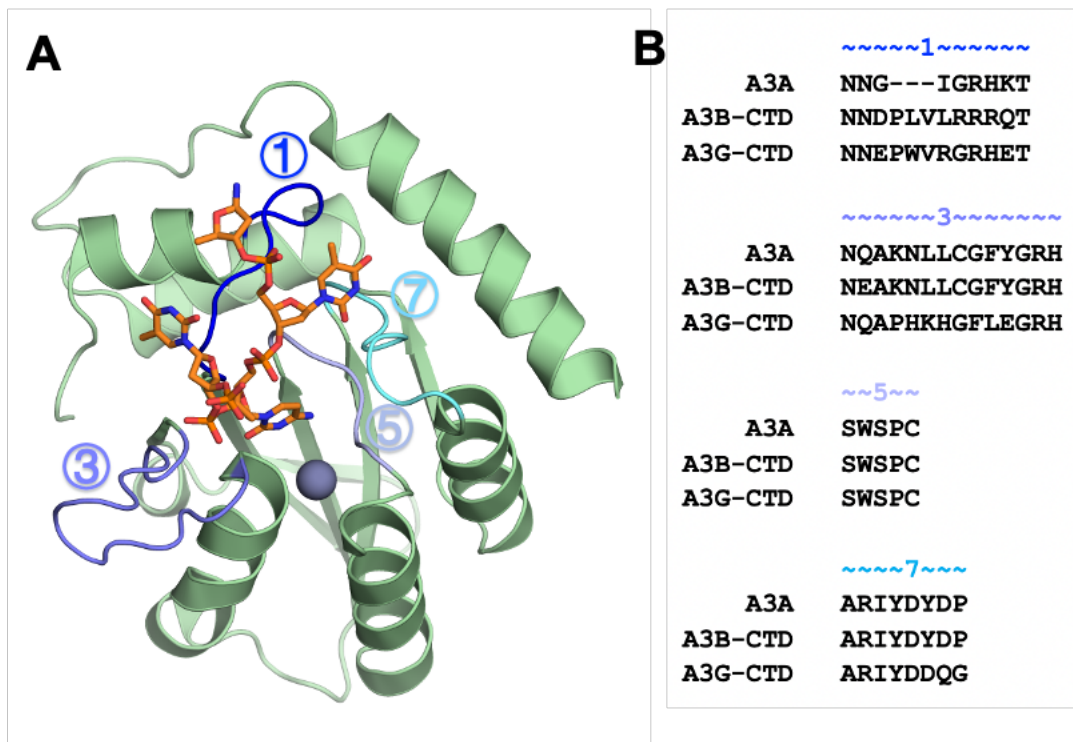 A
1
7
5
3
B
~~~~~1~~~~~~
A3A NNG---IGRHKT
A3B-CTD NNDPLVLRRRQT
A3G-CTD NNEPWVRGRHET
~~~~~~3~~~~~~~
A3A NQAKNLLCGFYGRH
A3B-CTD NEAKNLLCGFYGRH
A3G-CTD NQAPHKHGFLEGRH
~~5~~
A3A SWSPC
A3B-CTD SWSPC
A3G-CTD SWSPC
~~~~7~~~
A3A ARIYDYDP
A3B-CTD ARIYDYDP
A3G-CTD ARIYDDQG